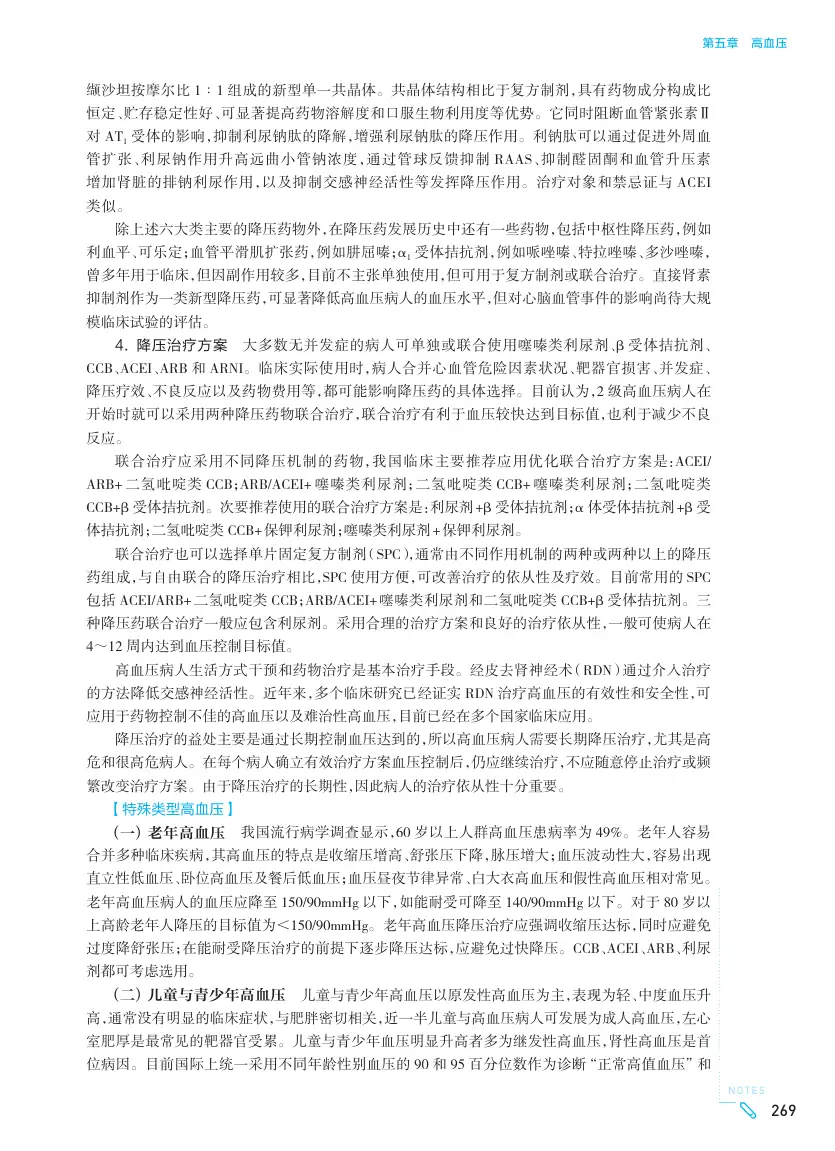 第五章 高血压
缬沙坦按摩尔比 1∶1 组成的新型单一共晶体。共晶体结构相比于复方制剂,具有药物成分构成比
恒定、贮存稳定性好、可显著提高药物溶解度和口服生物利用度等优势。它同时阻断血管紧张素Ⅱ
对 AT₁ 受体的影响,抑制利尿钠肽的降解,增强利尿钠肽的降压作用。利钠肽可以通过促进外周血
管扩张、利尿钠作用升高远曲小管钠浓度,通过管球反馈抑制 RAAS、抑制醛固酮和血管升压素
增加肾脏的排钠利尿作用,以及抑制交感神经活性等发挥降压作用。治疗对象和禁忌证与 ACEI
类似。
除上述六大类主要的降压药物外,在降压药发展历史中还有一些药物,包括中枢性降压药,例如
利血平、可乐定;血管平滑肌扩张药,例如肼屈嗪;α₁ 受体拮抗剂,例如哌唑嗪、特拉唑嗪、多沙唑嗪,
曾多年用于临床,但因副作用较多,目前不主张单独使用,但可用于复方制剂或联合治疗。直接肾素
抑制剂作为一类新型降压药,可显著降低高血压病人的血压水平,但对心脑血管事件的影响尚待大规
模临床试验的评估。
4. 降压治疗方案 大多数无并发症的病人可单独或联合使用噻嗪类利尿剂、β 受体拮抗剂、
CCB、ACEI、ARB 和 ARNI。临床实际使用时,病人合并心血管危险因素状况、靶器官损害、并发症、
降压疗效、不良反应以及药物费用等,都可能影响降压药的具体选择。目前认为,2 级高血压病人在
开始时就可以采用两种降压药物联合治疗,联合治疗有利于血压较快达到目标值,也利于减少不良
反应。
联合治疗应采用不同降压机制的药物,我国临床主要推荐应用优化联合治疗方案是:ACEI/
ARB+二氢吡啶类 CCB;ARB/ACEI+噻嗪类利尿剂;二氢吡啶类 CCB+噻嗪类利尿剂;二氢吡啶类
CCB+β 受体拮抗剂。次要推荐使用的联合治疗方案是:利尿剂+β 受体拮抗剂;α 体受体拮抗剂+β 受
体拮抗剂;二氢吡啶类 CCB+保钾利尿剂;噻嗪类利尿剂+保钾利尿剂。
联合治疗也可以选择单片固定复方制剂(SPC),通常由不同作用机制的两种或两种以上的降压
药组成,与自由联合的降压治疗相比,SPC 使用方便,可改善治疗的依从性及疗效。目前常用的 SPC
包括 ACEI/ARB+二氢吡啶类 CCB;ARB/ACEI+噻嗪类利尿剂和二氢吡啶类 CCB+β 受体拮抗剂。三
种降压药联合治疗一般应包含利尿剂。采用合理的治疗方案和良好的治疗依从性,一般可使病人在
4～12 周内达到血压控制目标值。
高血压病人生活方式干预和药物治疗是基本治疗手段。经皮去肾神经术(RDN)通过介入治疗
的方法降低交感神经活性。近年来,多个临床研究已经证实 RDN 治疗高血压的有效性和安全性,可
应用于药物控制不佳的高血压以及难治性高血压,目前已经在多个国家临床应用。
降压治疗的益处主要是通过长期控制血压达到的,所以高血压病人需要长期降压治疗,尤其是高
危和很高危病人。在每个病人确立有效治疗方案血压控制后,仍应继续治疗,不应随意停止治疗或频
繁改变治疗方案。由于降压治疗的长期性,因此病人的治疗依从性十分重要。
【特殊类型高血压】
(一) 老年高血压 我国流行病学调查显示,60 岁以上人群高血压患病率为 49%。老年人容易
合并多种临床疾病,其高血压的特点是收缩压增高、舒张压下降,脉压增大;血压波动性大,容易出现
直立性低血压、卧位高血压及餐后低血压;血压昼夜节律异常、白大衣高血压和假性高血压相对常见。
老年高血压病人的血压应降至 150/90mmHg 以下,如能耐受可降至 140/90mmHg 以下。对于 80 岁以
上高龄老年人降压的目标值为＜150/90mmHg。老年高血压降压治疗应强调收缩压达标,同时应避免
过度降舒张压;在能耐受降压治疗的前提下逐步降压达标,应避免过快降压。CCB、ACEI、ARB、利尿
剂都可考虑选用。
(二) 儿童与青少年高血压 儿童与青少年高血压以原发性高血压为主,表现为轻、中度血压升
高,通常没有明显的临床症状,与肥胖密切相关,近一半儿童与高血压病人可发展为成人高血压,左心
室肥厚是最常见的靶器官受累。儿童与青少年血压明显升高者多为继发性高血压,肾性高血压是首
位病因。目前国际上统一采用不同年龄性别血压的 90 和 95 百分位数作为诊断“正常高值血压”和
NOTES
269